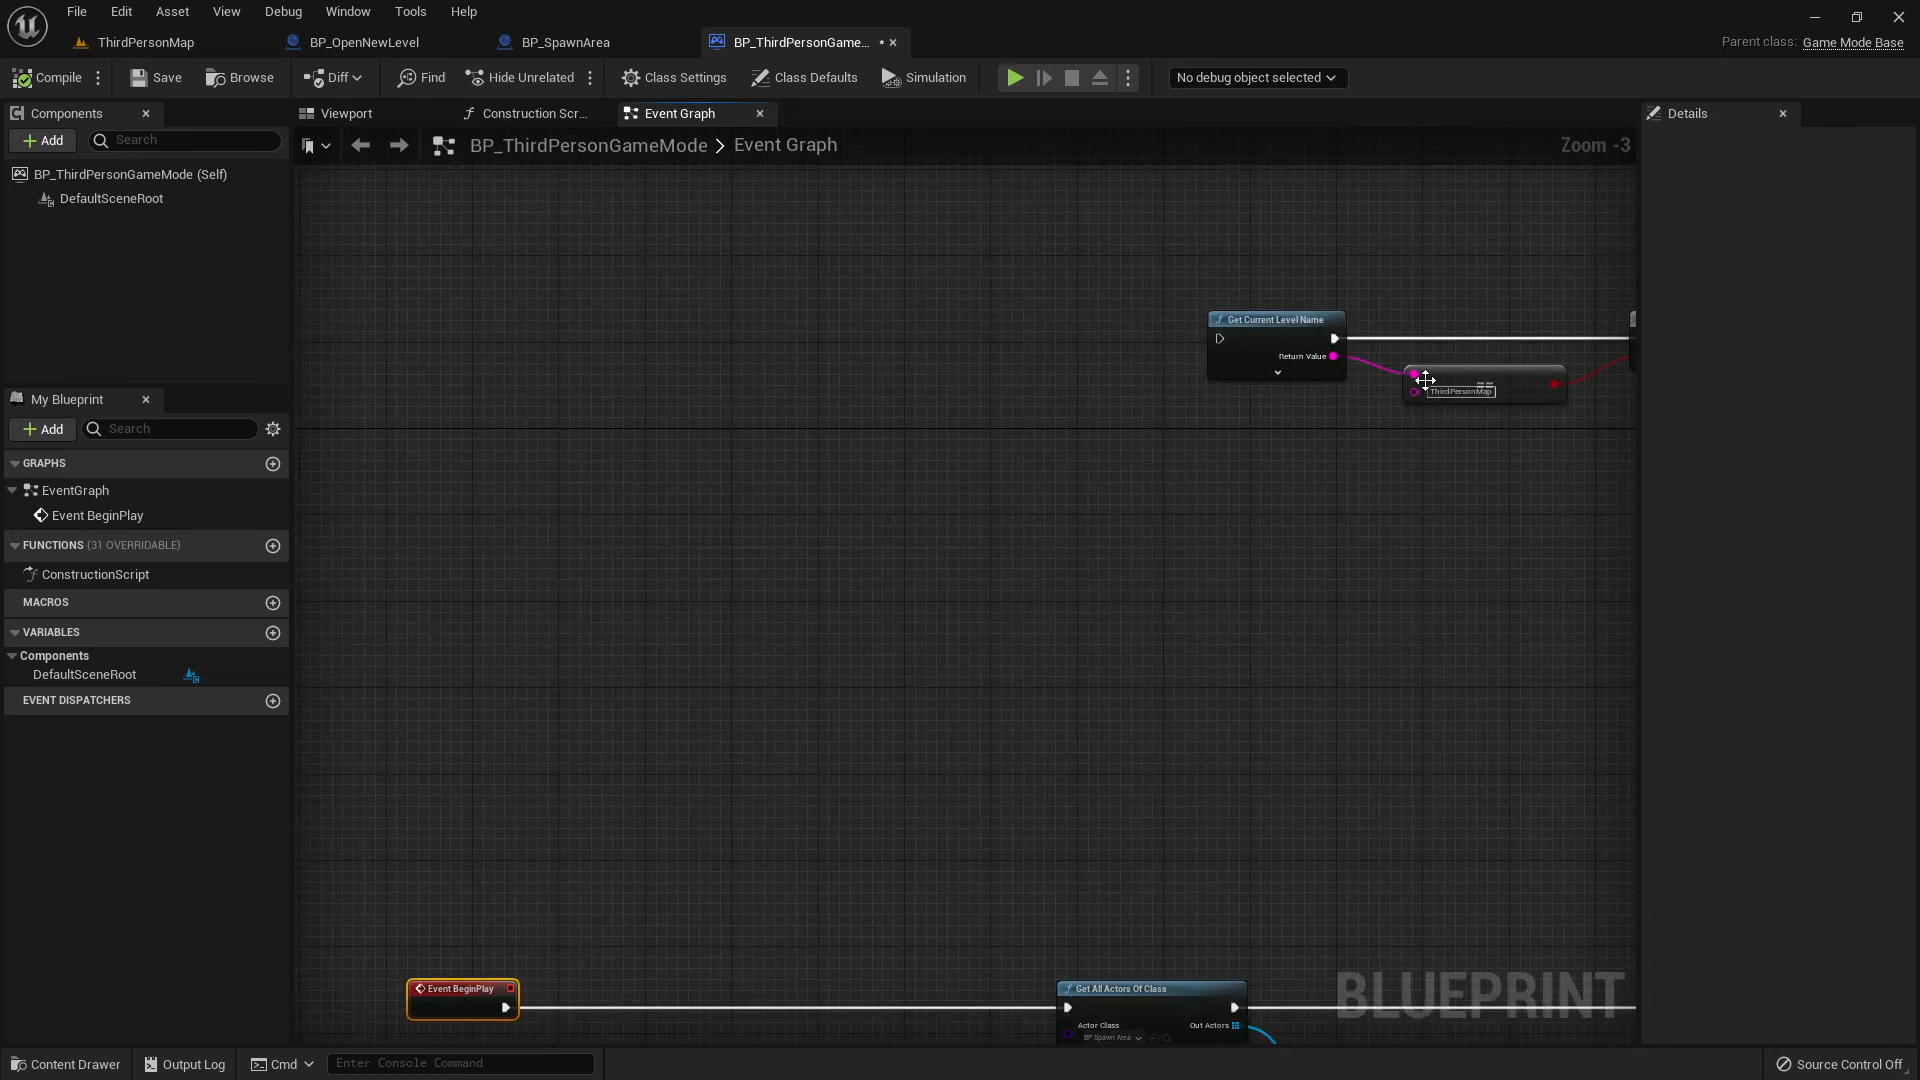 File Edit Asset View Debug Window Tools Help
ThirdPersonMap BP_OpenNewLevel BP_SpawnArea BP_ThirdPersonGame... Parent class: Game Mode Base
Compile Save Browse Diff Find Hide Unrelated Class Settings Class Defaults Simulation No debug object selected
Components Viewport Construction Scr... Event Graph Details
Add Search
BP_ThirdPersonGameMode > Event Graph Zoom -3
BP_ThirdPersonGameMode (Self)
DefaultSceneRoot
Get Current Level Name
Return Value
==
ThirdPersonMap
My Blueprint
Add Search
GRAPHS
EventGraph
Event BeginPlay
FUNCTIONS (31 OVERRIDABLE)
ConstructionScript
MACROS
VARIABLES
Components
DefaultSceneRoot
EVENT DISPATCHERS
Event BeginPlay
Get All Actors Of Class
Actor Class Out Actors
BP Spawn Area
BLUEPRINT
Content Drawer Output Log Cmd Enter Console Command Source Control Off